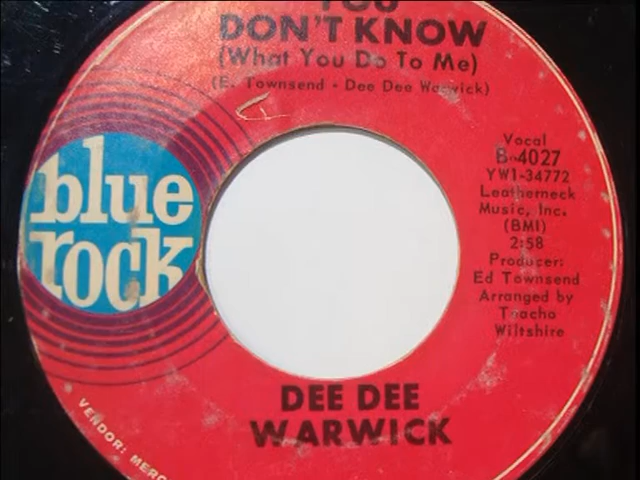 YOU
DON'T KNOW
(What You Do To Me)
(E. Townsend - Dee Dee Warwick)
blue
rock
Vocal
B-4027
YW1-34772
Leatherneck
Music, Inc.
(BMI)
2:58
Producer:
Ed Townsend
Arranged by
Teacho
Wiltshire
DEE DEE
WARWICK
VENDOR: MERC